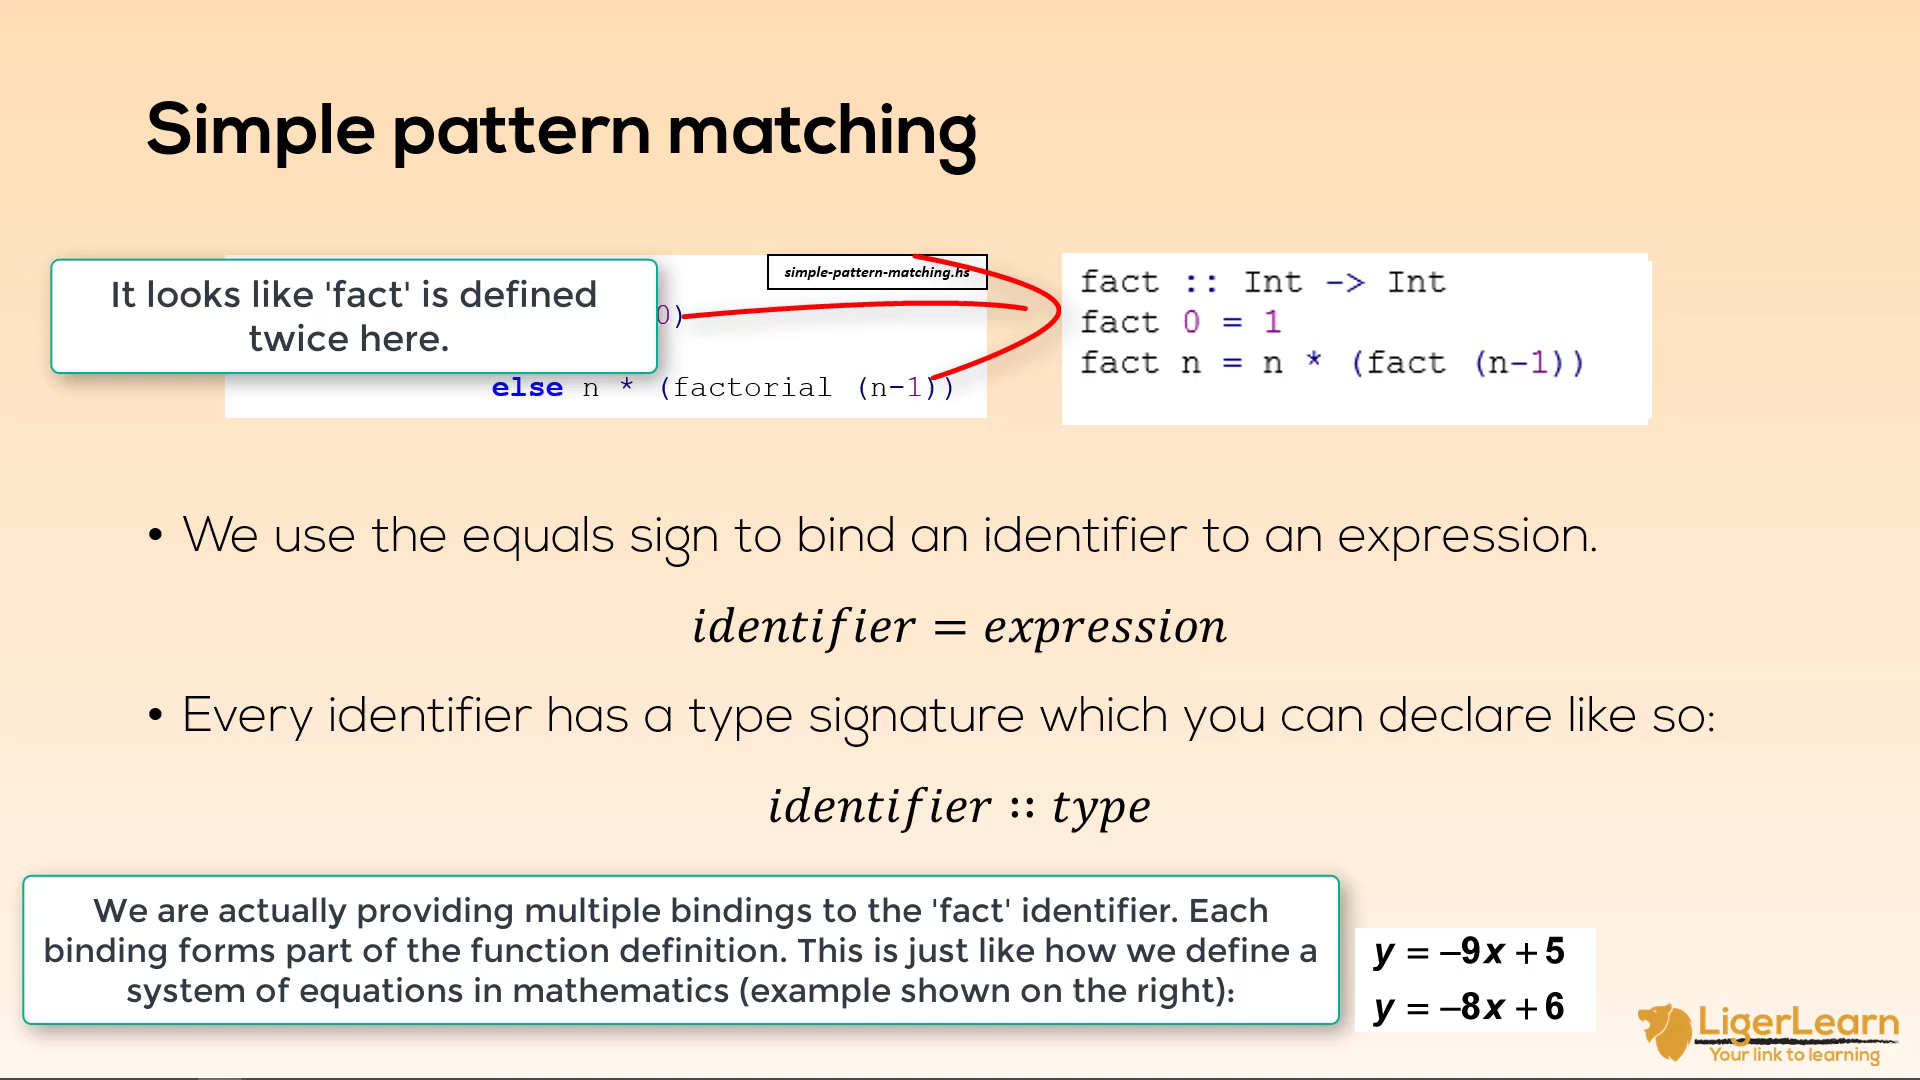 Simple pattern matching
It looks like 'fact' is defined
twice here.
simple-pattern-matching.hs
0)
else n * (factorial (n-1))
fact :: Int -> Int
fact 0 = 1
fact n = n * (fact (n-1))
• We use the equals sign to bind an identifier to an expression.
identifier = expression
• Every identifier has a type signature which you can declare like so:
identifier :: type
We are actually providing multiple bindings to the 'fact' identifier. Each
binding forms part of the function definition. This is just like how we define a
system of equations in mathematics (example shown on the right):
y = –9x + 5
y = –8x + 6
LigerLearn
Your link to learning